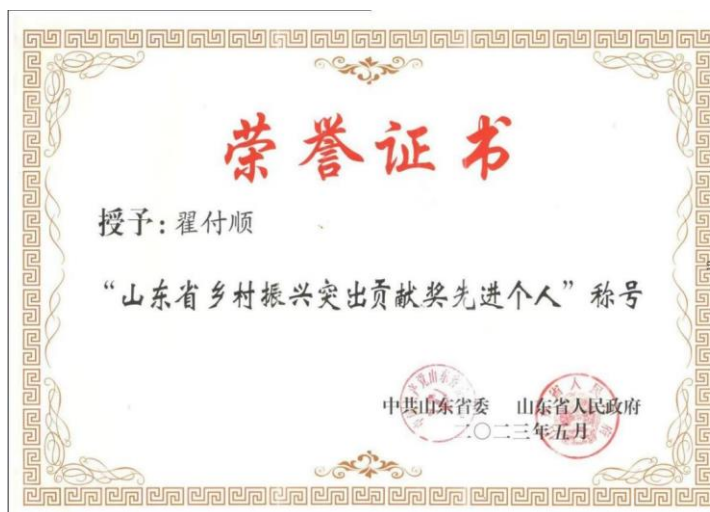 荣誉证书
授予：翟付顺
“山东省乡村振兴突出贡献奖先进个人”称号
中共山东省委 山东省人民政府
二〇二三年五月